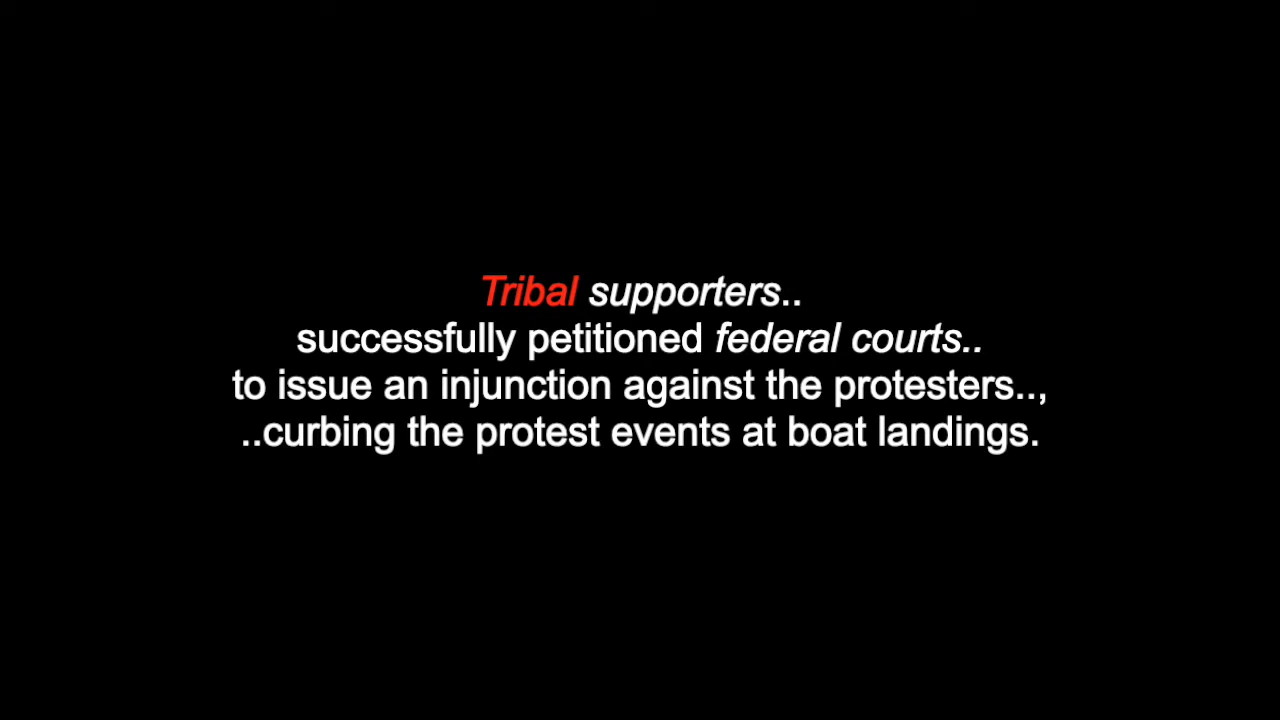 Tribal supporters..
successfully petitioned federal courts..
to issue an injunction against the protesters..,
..curbing the protest events at boat landings.